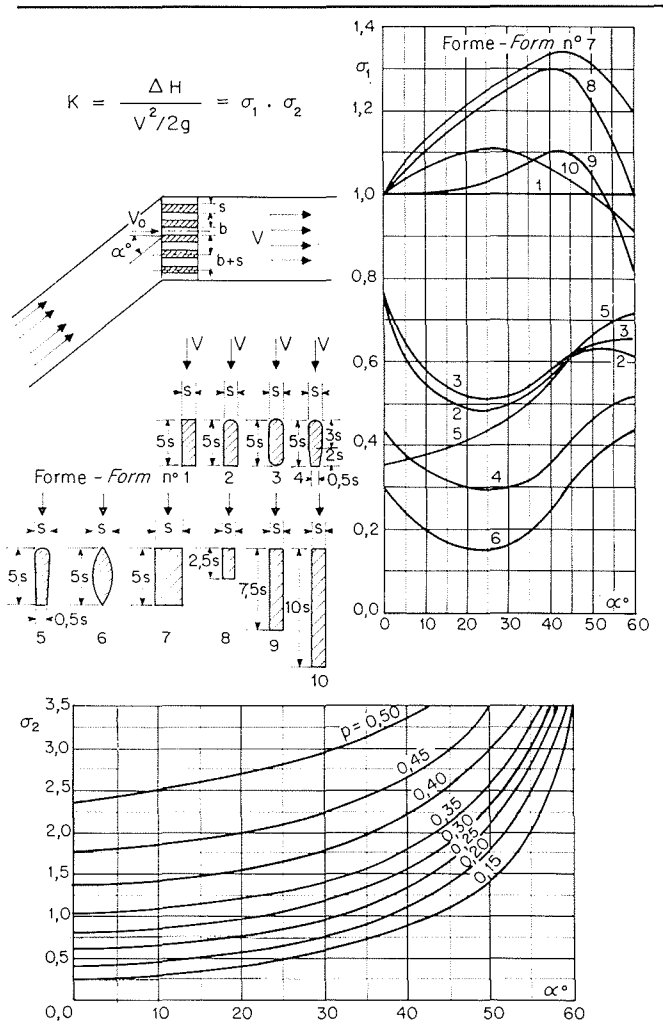 K = ΔH / V²/2g = σ₁ . σ₂
V₀
α°
s
b
b+s
V
V V V V
s s s s
5s 5s 5s 5s 3s
2s
0,5s
Forme – Form n° 1 2 3 4
s s s s s s
5s 5s 5s 2,5s 7,5s 10s
0,5s
5 6 7 8 9
10
Forme – Form n° 7
σ₁
1,4
1,2
1,0
0,8
0,6
0,4
0,2
0,0
8
9
10
1
5
3
2
3
2
5
4
6
0 10 20 30 40 50 60
α°
σ₂
3,5
3,0
2,5
2,0
1,5
1,0
0,5
0,0
p = 0,50
0,45
0,40
0,35
0,30
0,25
0,20
0,15
10 20 30 40 50 60
α°